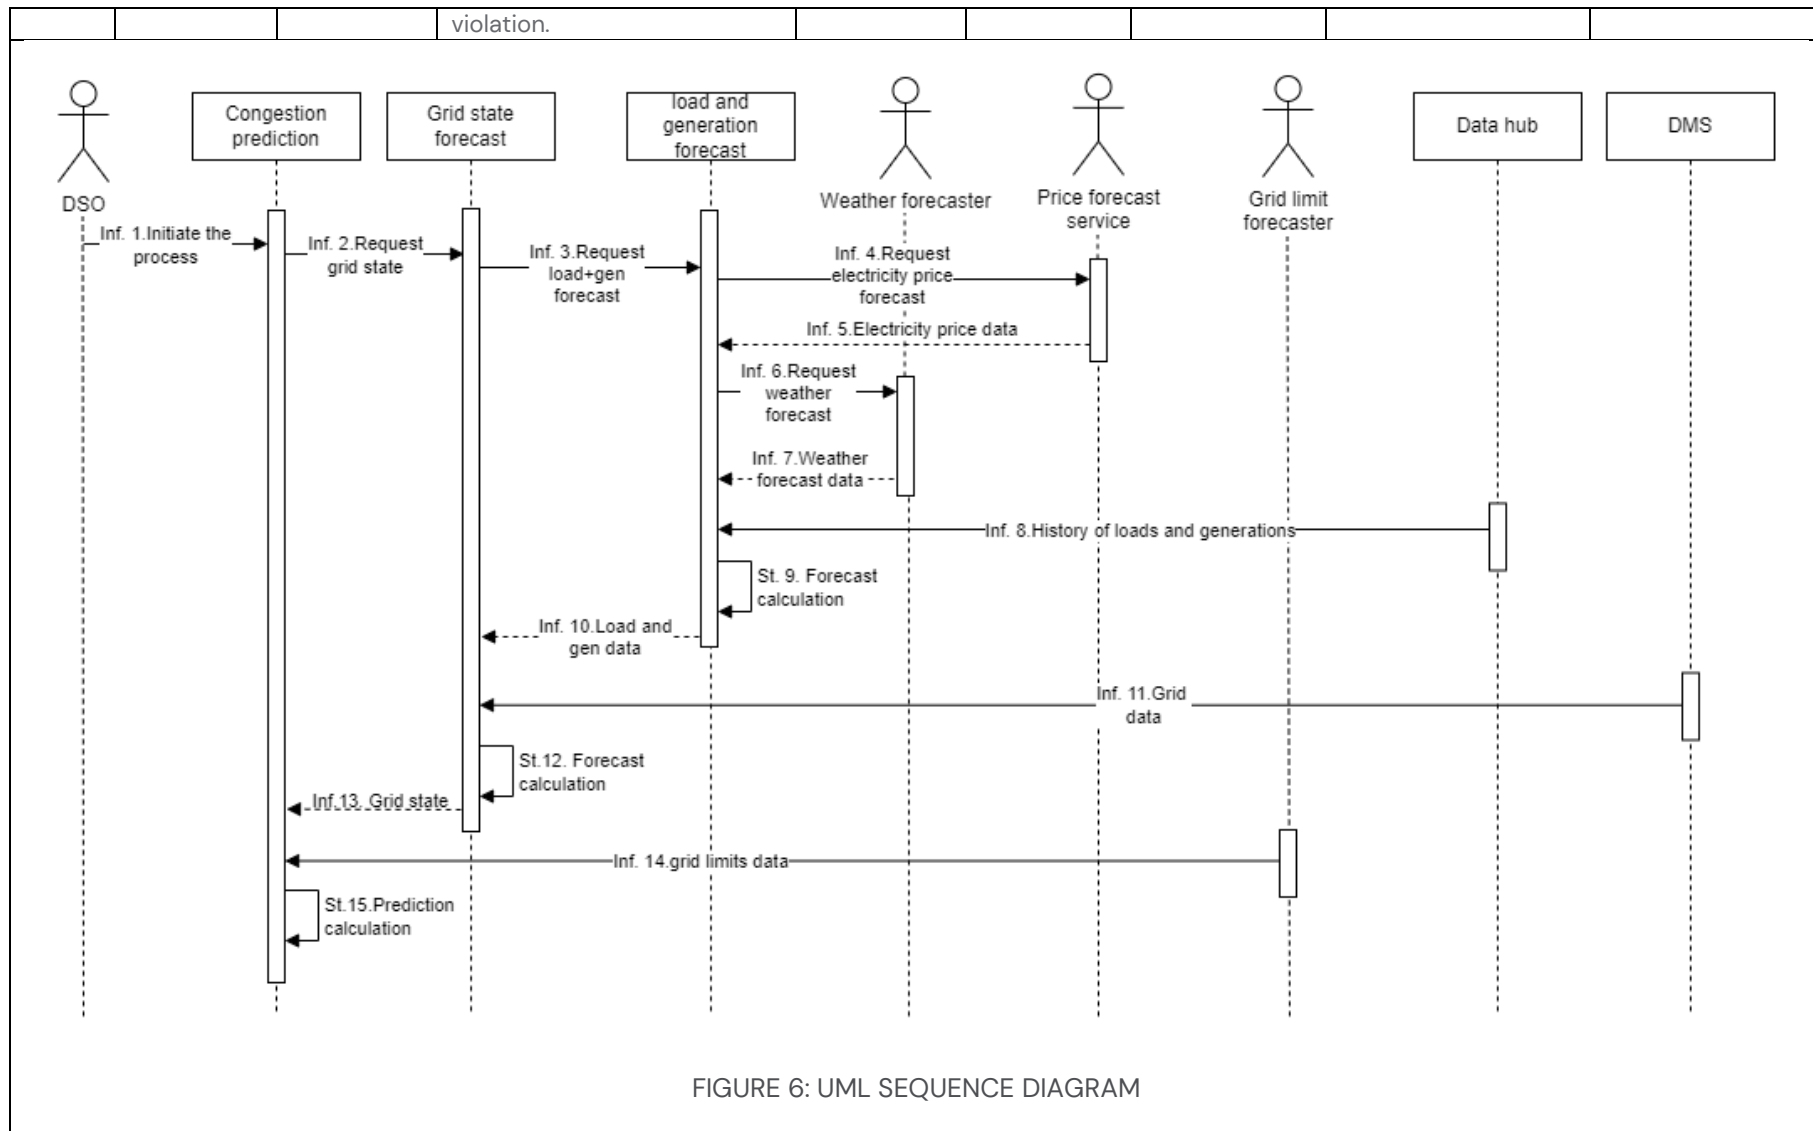 violation.
Congestion
prediction
Grid state
forecast
load and
generation
forecast
Data hub
DMS
DSO
Weather forecaster
Price forecast
service
Grid limit
forecaster
Inf. 1.Initiate the
process
Inf. 2.Request
grid state
Inf. 3.Request
load+gen
forecast
Inf. 4.Request
electricity price
forecast
Inf. 5.Electricity price data
Inf. 6.Request
weather
forecast
Inf. 7.Weather
forecast data
Inf. 8.History of loads and generations
St. 9. Forecast
calculation
Inf. 10.Load and
gen data
Inf. 11.Grid
data
St.12. Forecast
calculation
Inf.13. Grid state
Inf. 14.grid limits data
St.15.Prediction
calculation
FIGURE 6: UML SEQUENCE DIAGRAM